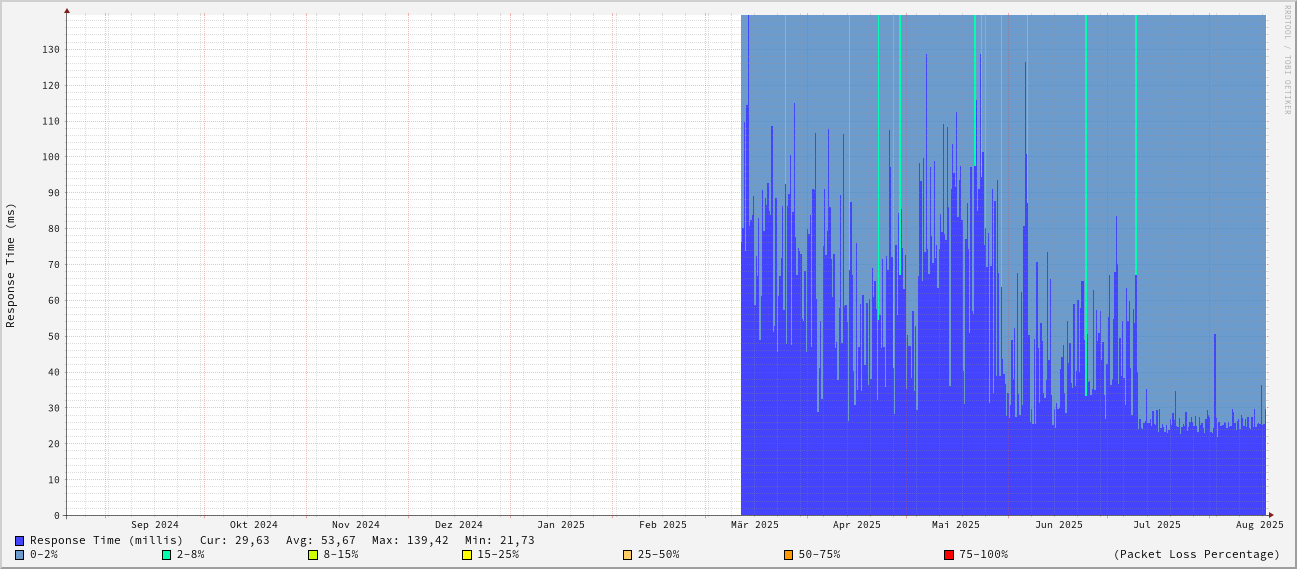 RRDTOOL / TOBI OETIKER
Response Time (ms)
130
120
110
100
90
80
70
60
50
40
30
20
10
0
Sep 2024 Okt 2024 Nov 2024 Dez 2024 Jan 2025 Feb 2025 Mär 2025 Apr 2025 Mai 2025 Jun 2025 Jul 2025 Aug 2025
Response Time (millis) Cur: 29,63 Avg: 53,67 Max: 139,42 Min: 21,73
0-2% 2-8% 8-15% 15-25% 25-50% 50-75% 75-100% (Packet Loss Percentage)